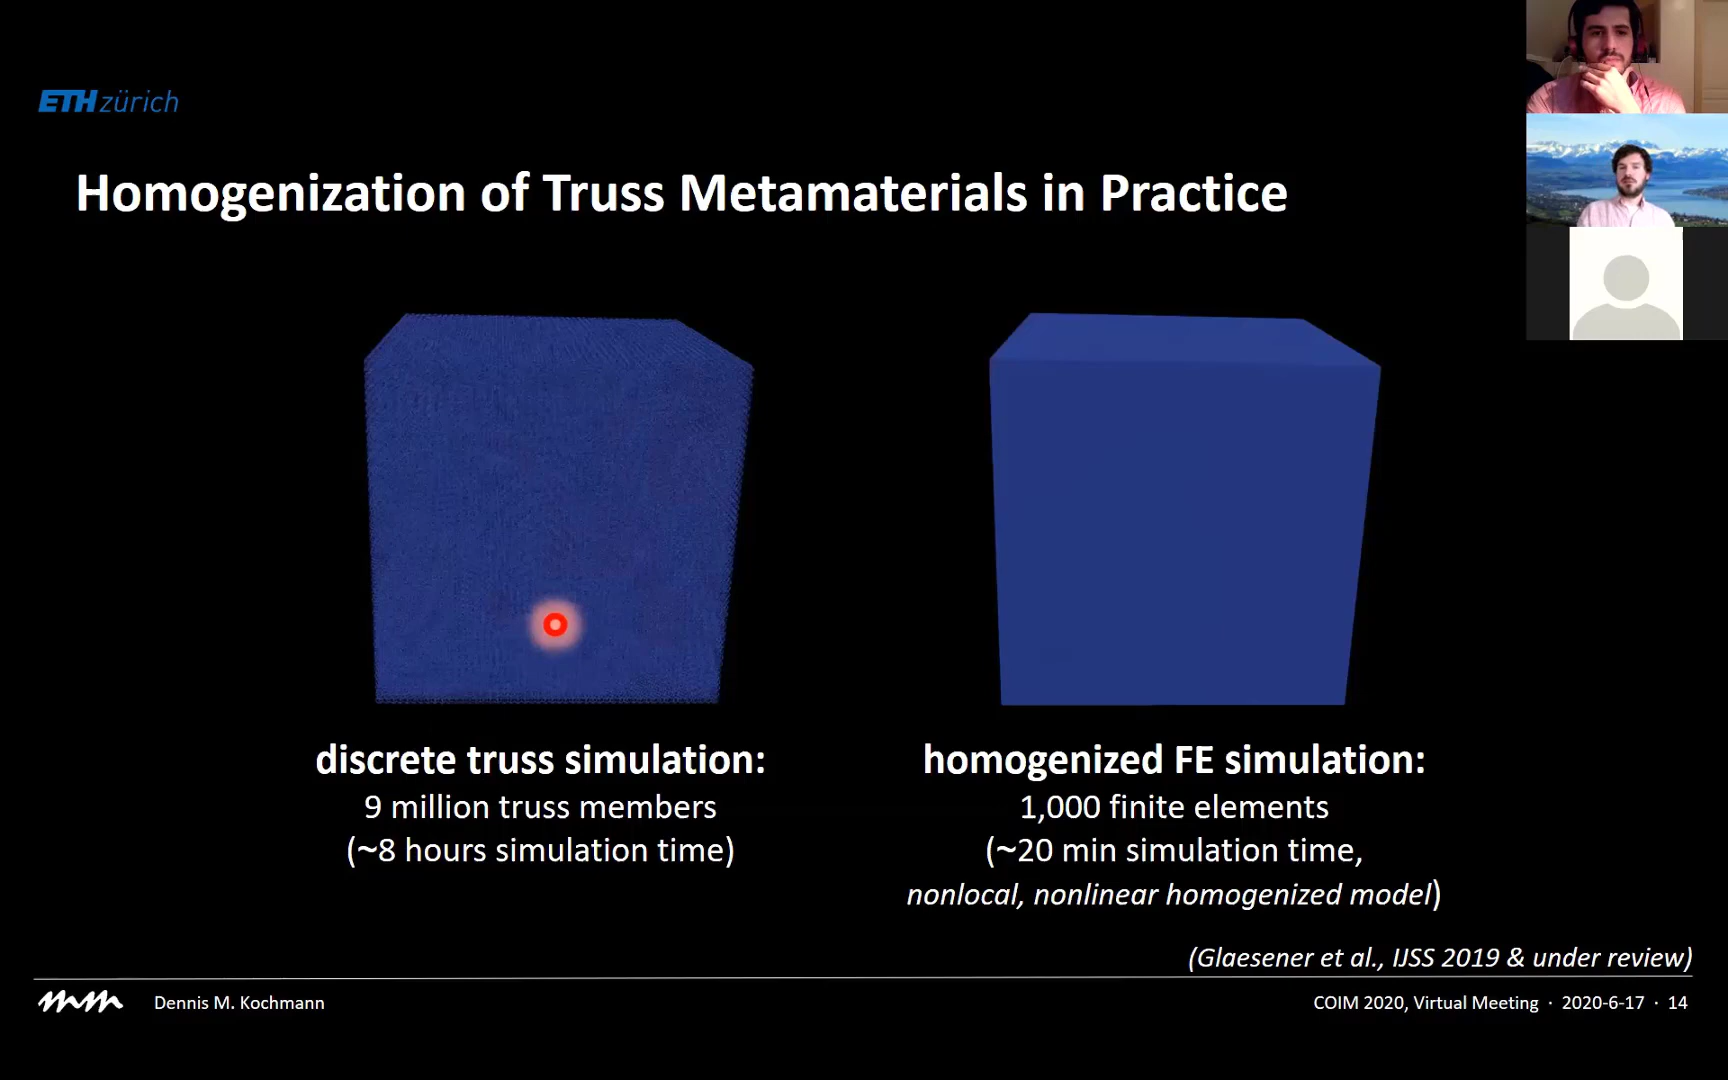 ETH zürich
Homogenization of Truss Metamaterials in Practice
discrete truss simulation:
9 million truss members
(~8 hours simulation time)
homogenized FE simulation:
1,000 finite elements
(~20 min simulation time,
nonlocal, nonlinear homogenized model)
(Glaesener et al., IJSS 2019 & under review)
Dennis M. Kochmann
COIM 2020, Virtual Meeting · 2020-6-17 · 14